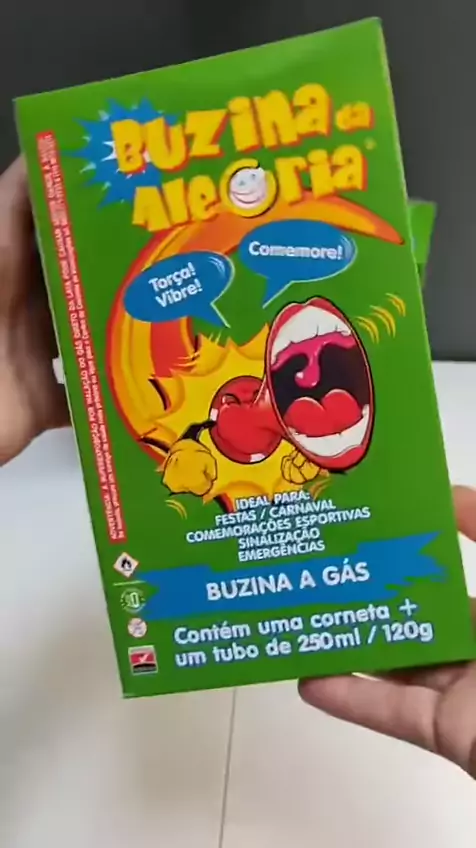 BUZINA da
AleGria
Torça!
Vibre!
Comemore!
IDEAL PARA:
FESTAS / CARNAVAL
COMEMORAÇÕES ESPORTIVAS
SINALIZAÇÃO
EMERGÊNCIAS
BUZINA A GÁS
Contém uma corneta +
um tubo de 250ml / 120g